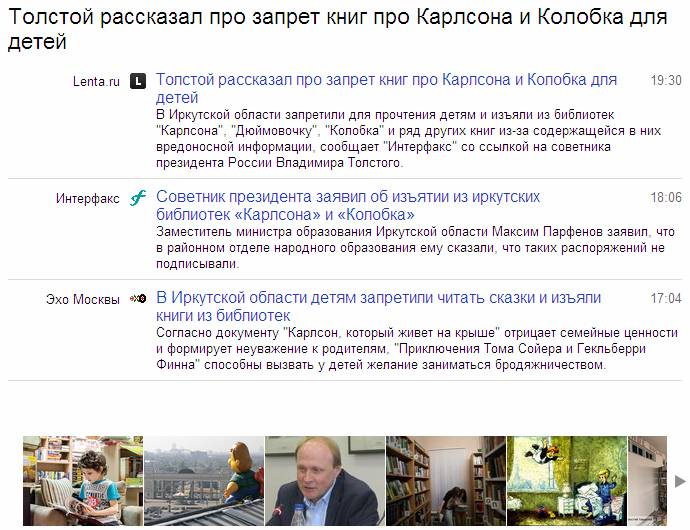 Толстой рассказал про запрет книг про Карлсона и Колобка для
детей
Lenta.ru
Толстой рассказал про запрет книг про Карлсона и Колобка для
19:30
детей
В Иркутской области запретили для прочтения детям и изъяли из библиотек
"Карлсона", "Дюймовочку", "Колобка" и ряд других книг из-за содержащейся в них
вредоносной информации, сообщает "Интерфакс" со ссылкой на советника
президента России Владимира Толстого.
Интерфакс
Советник президента заявил об изъятии из иркутских
18:06
библиотек «Карлсона» и «Колобка»
Заместитель министра образования Иркутской области Максим Парфенов заявил, что
в районном отделе народного образования ему сказали, что таких распоряжений не
подписывали.
Эхо Москвы
В Иркутской области детям запретили читать сказки и изъяли
17:04
книги из библиотек
Согласно документу "Карлсон, который живет на крыше" отрицает семейные ценности
и формирует неуважение к родителям, "Приключения Тома Сойера и Гекльберри
Финна" способны вызвать у детей желание заниматься бродяжничеством.